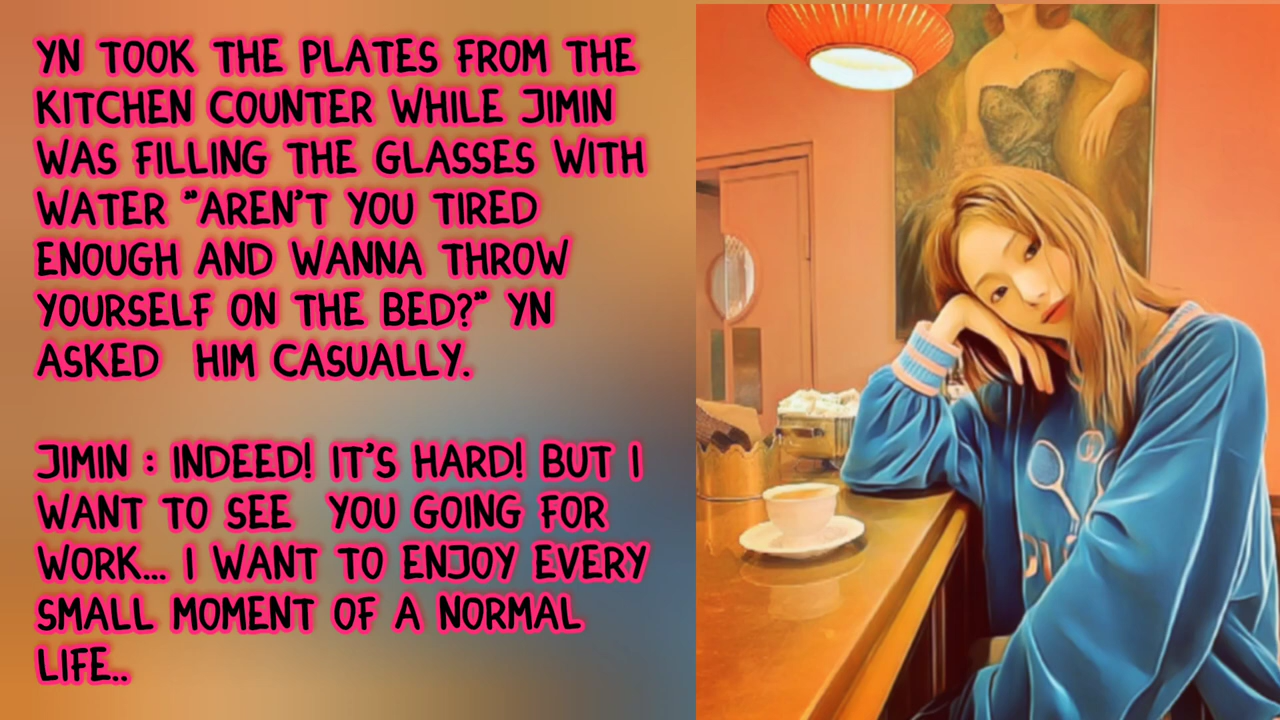 YN TOOK THE PLATES FROM THE
KITCHEN COUNTER WHILE JIMIN
WAS FILLING THE GLASSES WITH
WATER "AREN'T YOU TIRED
ENOUGH AND WANNA THROW
YOURSELF ON THE BED?" YN
ASKED  HIM CASUALLY.
JIMIN : INDEED! IT'S HARD! BUT I
WANT TO SEE  YOU GOING FOR
WORK... I WANT TO ENJOY EVERY
SMALL MOMENT OF A NORMAL
LIFE..